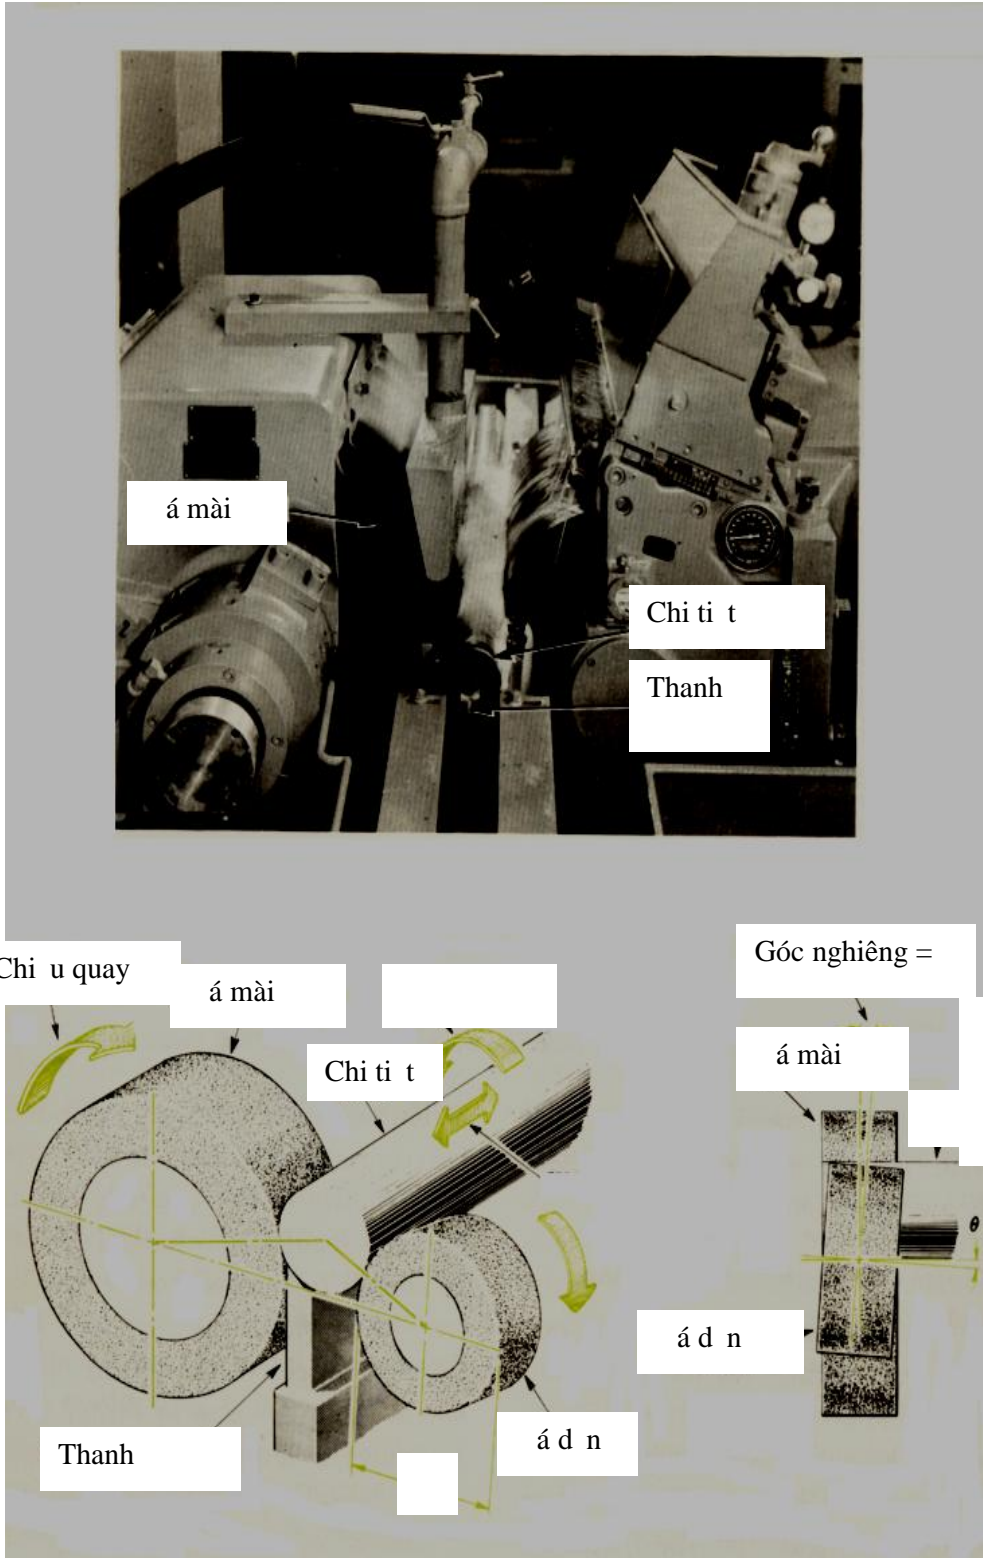 á mài
Chi ti t
Thanh
Chi u quay
á mài
Chi ti t
Góc nghiêng =
á mài
θ
á d n
á d n
Thanh